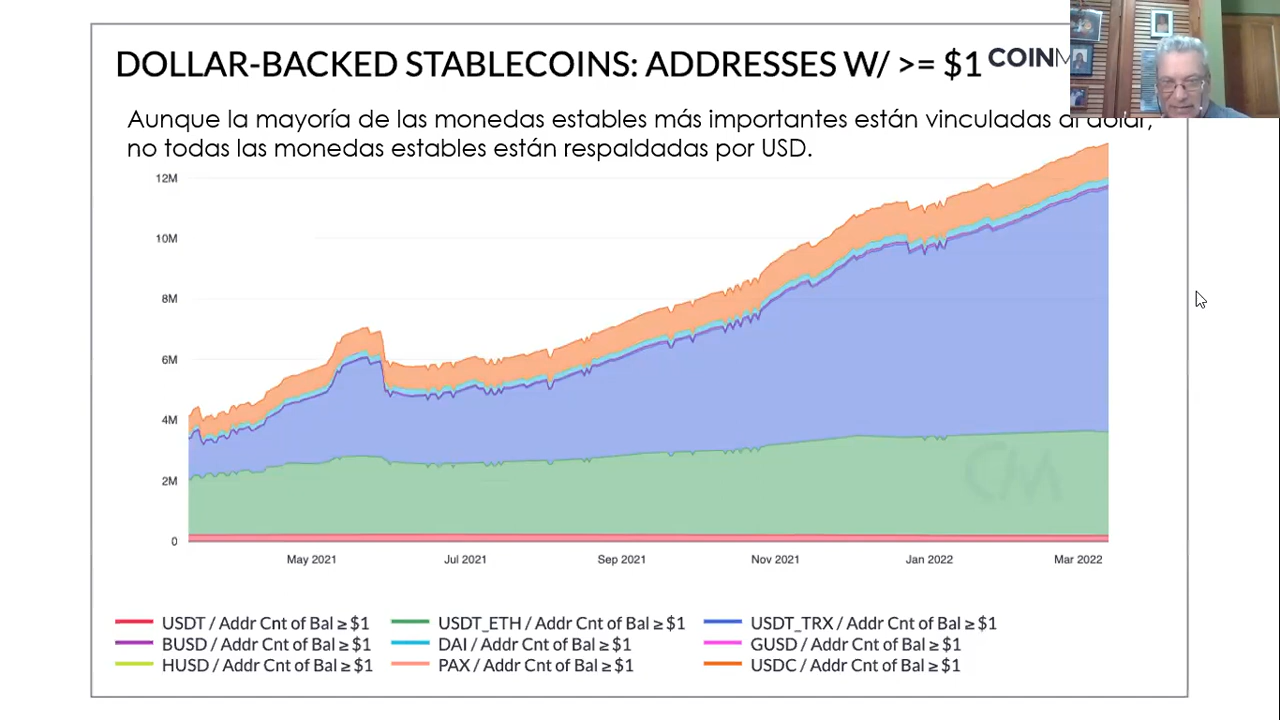 DOLLAR-BACKED STABLECOINS: ADDRESSES W/ >= $1
COINM
Aunque la mayoría de las monedas estables más importantes están vinculadas al dólar,
no todas las monedas estables están respaldadas por USD.
12M
10M
8M
6M
4M
2M
0
CM
May 2021 Jul 2021 Sep 2021 Nov 2021 Jan 2022 Mar 2022
USDT / Addr Cnt of Bal ≥ $1 USDT_ETH / Addr Cnt of Bal ≥ $1 USDT_TRX / Addr Cnt of Bal ≥ $1
BUSD / Addr Cnt of Bal ≥ $1 DAI / Addr Cnt of Bal ≥ $1 GUSD / Addr Cnt of Bal ≥ $1
HUSD / Addr Cnt of Bal ≥ $1 PAX / Addr Cnt of Bal ≥ $1 USDC / Addr Cnt of Bal ≥ $1